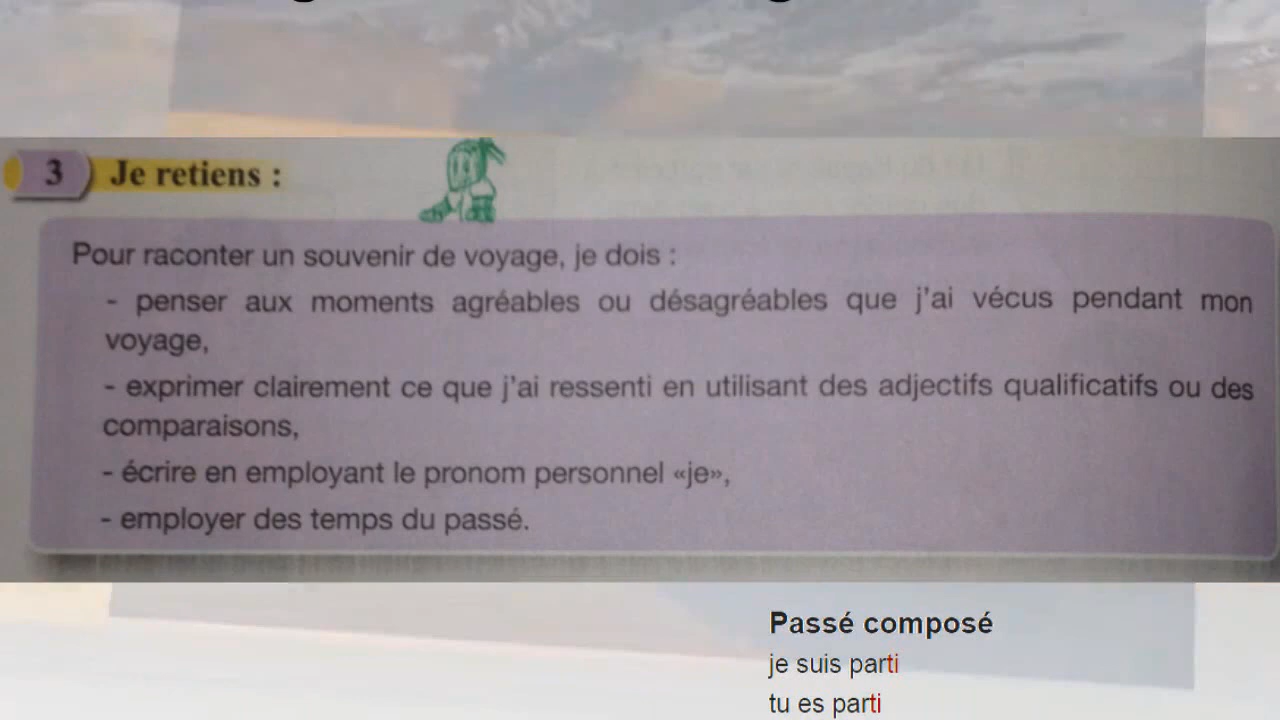 3 Je retiens :
Pour raconter un souvenir de voyage, je dois :
- penser aux moments agréables ou désagréables que j'ai vécus pendant mon
voyage,
- exprimer clairement ce que j'ai ressenti en utilisant des adjectifs qualificatifs ou des
comparaisons,
- écrire en employant le pronom personnel «je»,
- employer des temps du passé.
Passé composé
je suis parti
tu es parti